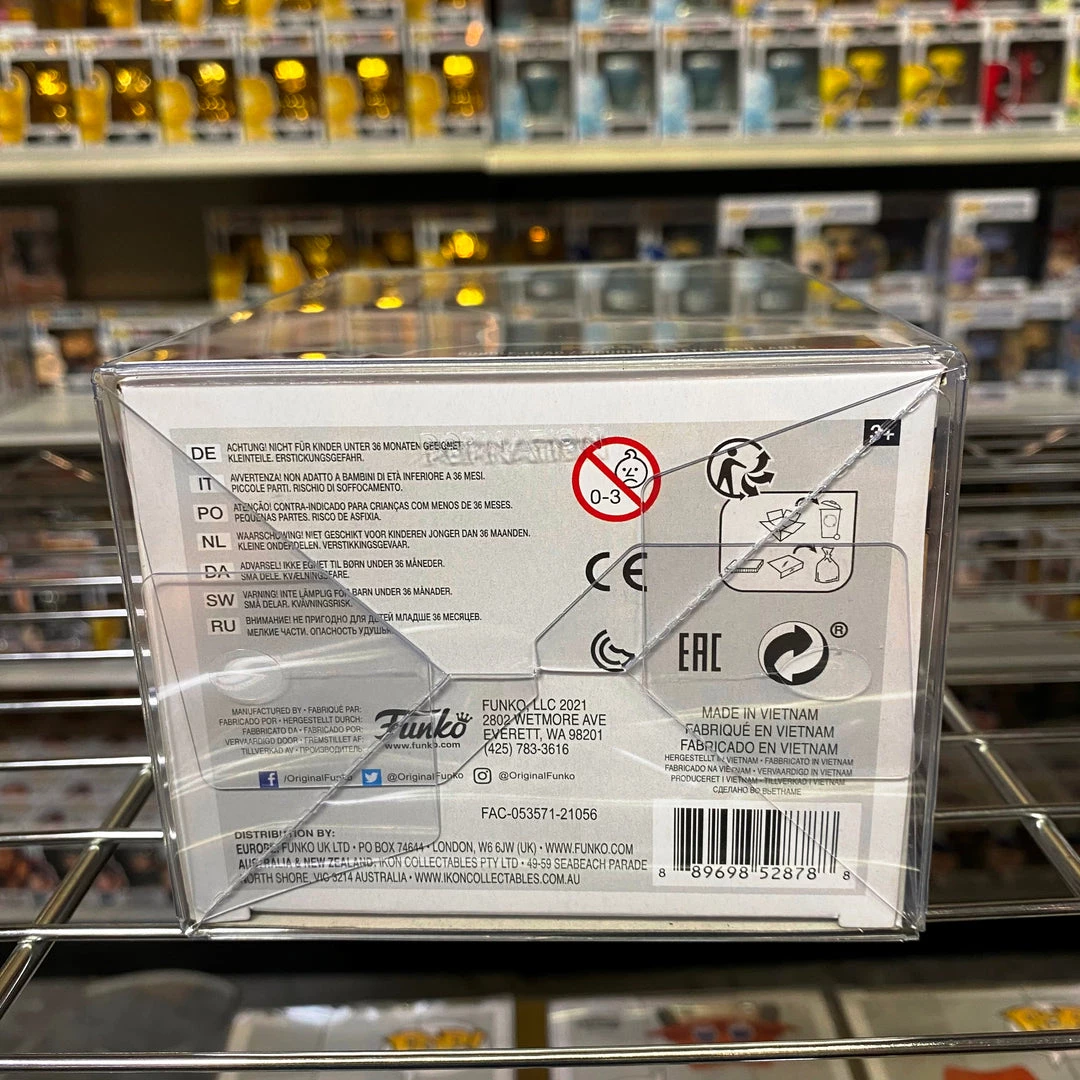 DE
ACHTUNG! NICHT FÜR KINDER UNTER 36 MONATEN GEEIGNET
KLEINTEILE. ERSTICKUNGSGEFAHR.
IT
AVVERTENZA! NON ADATTO A BAMBINI DI ETÀ INFERIORE A 36 MESI.
PICCOLE PARTI. RISCHIO DI SOFFOCAMENTO.
PO
ATENÇÃO! CONTRA-INDICADO PARA CRIANÇAS COM MENOS DE 36 MESES.
PEQUENAS PARTES. RISCO DE ASFIXIA.
NL
WAARSCHOWING! NIET GESCHIKT VOOR KINDEREN JONGER DAN 36 MAANDEN.
KLEINE ONDERDELEN. VERSTIKKINGSGEVAAR.
DA
ADVARSEL! IKKE EGNET TIL BORN UNDER 36 MÅNEDER.
SMÅ DELE. KVÆLNINGSFARE.
SW
VARNING! INTE LÄMPLIG FOR BARN UNDER 36 MÅNADER.
SMÅ DELAR. KVÄVNINGSRISK.
RU
ВНИМАНИЕ! НЕ ПРИГОДНО ДЛЯ ДЕТЕЙ МЛАДШЕ 36 МЕСЯЦЕВ.
МЕЛКИЕ ЧАСТИ. ОПАСНОСТЬ УДУШЬЯ
0-3
3+
CE
EAC
®
MANUFACTURED BY • FABRIQUÉ PAR:
FABRICADO POR • HERGESTELLT DURCH:
FABRICATO DA • FABRICADO POR:
VERVAARDIGD DOOR • FREMSTILLET AF:
TILLVERKAD AV • ПРОИЗВОДИТЕЛЬ:
Funko
www.funko.com
FUNKO, LLC 2021
2802 WETMORE AVE
EVERETT, WA 98201
(425) 783-3616
/OriginalFunko @OriginalFunko @OriginalFunko
MADE IN VIETNAM
FABRIQUÉ EN VIETNAM
FABRICADO EN VIETNAM
HERGESTELLT IN VIETNAM • FABBRICATO IN VIETNAM
FABRICADO NA VIETNAM • VERVAARDIGD IN VIETNAM
PRODUCERET I VIETNAM • TILLVERKAD I VIETNAM
СДЕЛАНО ВО ВЬЕТНАМЕ
FAC-053571-21056
DISTRIBUTION BY:
EUROPE: FUNKO UK LTD • PO BOX 74644 • LONDON, W6 6JW (UK) • WWW.FUNKO.COM
AUSTRALIA & NEW ZEALAND: IKON COLLECTABLES PTY LTD • 49-59 SEABEACH PARADE
NORTH SHORE, VIC 3214 AUSTRALIA • WWW.IKONCOLLECTABLES.COM.AU
8 89698 52878 8